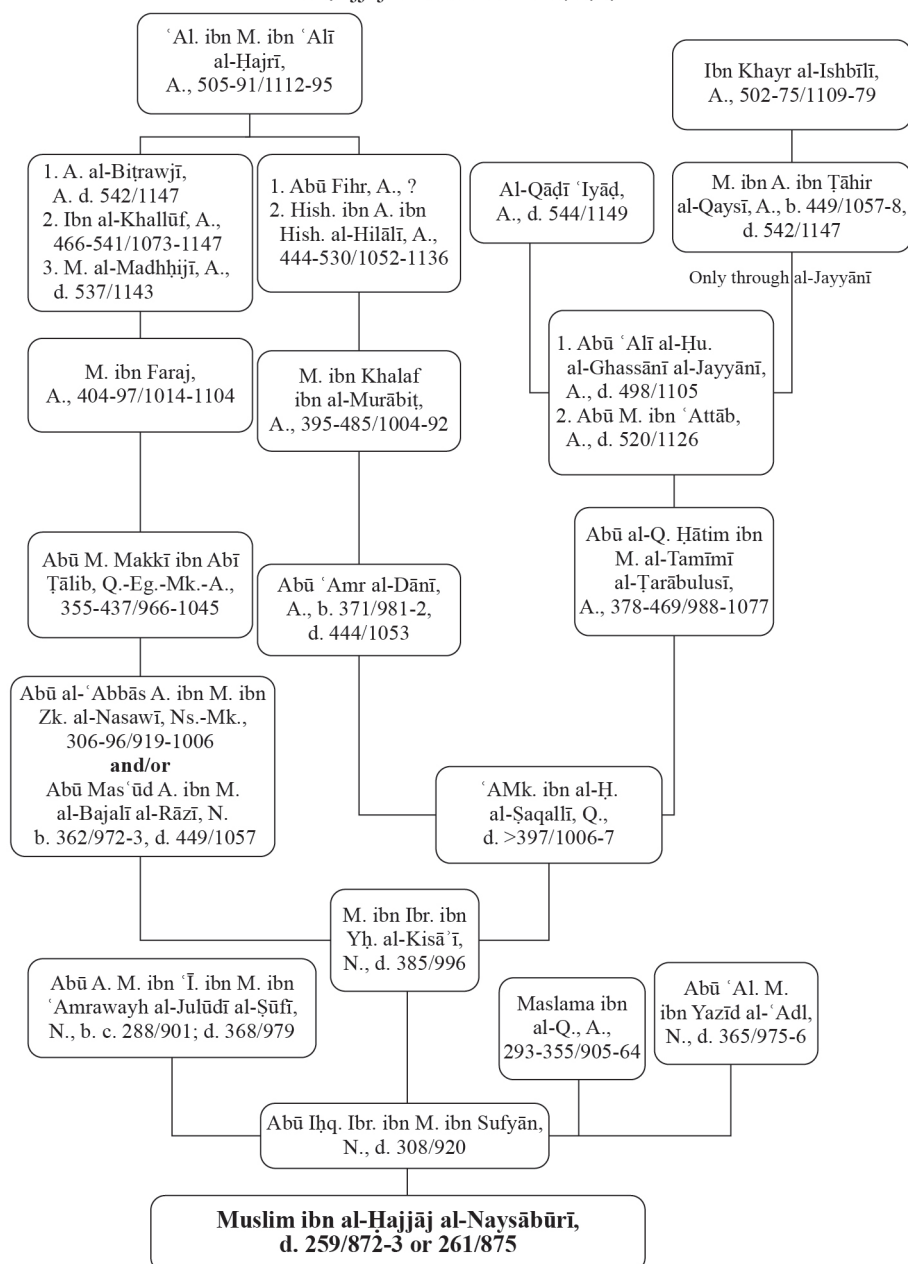 ʿAl. ibn M. ibn ʿAlī
al-Ḥajrī,
A., 505-91/1112-95
Ibn Khayr al-Ishbīlī,
A., 502-75/1109-79
1. A. al-Biṭrawjī,
A. d. 542/1147
2. Ibn al-Khallūf, A.,
466-541/1073-1147
3. M. al-Madhḥijī, A.,
d. 537/1143
1. Abū Fihr, A., ?
2. Hish. ibn A. ibn
Hish. al-Hilālī, A.,
444-530/1052-1136
Al-Qāḍī ʿIyāḍ,
A., d. 544/1149
M. ibn A. ibn Ṭāhir
al-Qaysī, A., b. 449/1057-8,
d. 542/1147
Only through al-Jayyānī
M. ibn Faraj,
A., 404-97/1014-1104
M. ibn Khalaf
ibn al-Murābiṭ,
A., 395-485/1004-92
1. Abū ʿAlī al-Ḥu.
al-Ghassānī al-Jayyānī,
A., d. 498/1105
2. Abū M. ibn ʿAttāb,
A., d. 520/1126
Abū M. Makkī ibn Abī
Ṭālib, Q.-Eg.-Mk.-A.,
355-437/966-1045
Abū ʿAmr al-Dānī,
A., b. 371/981-2,
d. 444/1053
Abū al-Q. Ḥātim ibn
M. al-Tamīmī
al-Ṭarābulusī,
A., 378-469/988-1077
Abū al-ʿAbbās A. ibn M. ibn
Zk. al-Nasawī, Ns.-Mk.,
306-96/919-1006
and/or
Abū Masʿūd A. ibn M.
al-Bajalī al-Rāzī, N.
b. 362/972-3, d. 449/1057
ʿAMk. ibn al-Ḥ.
al-Ṣaqallī, Q.,
d. >397/1006-7
M. ibn Ibr. ibn
Yḥ. al-Kisāʾī,
N., d. 385/996
Abū A. M. ibn ʿĪ. ibn M. ibn
ʿAmrawayh al-Julūdī al-Ṣūfī,
N., b. c. 288/901; d. 368/979
Maslama ibn
al-Q., A.,
293-355/905-64
Abū ʿAl. M.
ibn Yazīd al-ʿAdl,
N., d. 365/975-6
Abū Iḥq. Ibr. ibn M. ibn Sufyān,
N., d. 308/920
Muslim ibn al-Ḥajjāj al-Naysābūrī,
d. 259/872-3 or 261/875